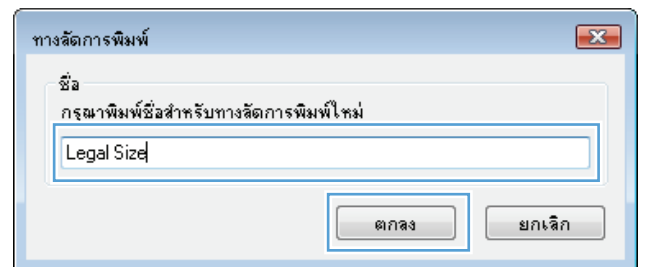 ทางลัดการพิมพ์
ชื่อ
กรุณาพิมพ์ชื่อสำหรับทางลัดการพิมพ์ใหม่
Legal Size
ตกลง
ยกเลิก